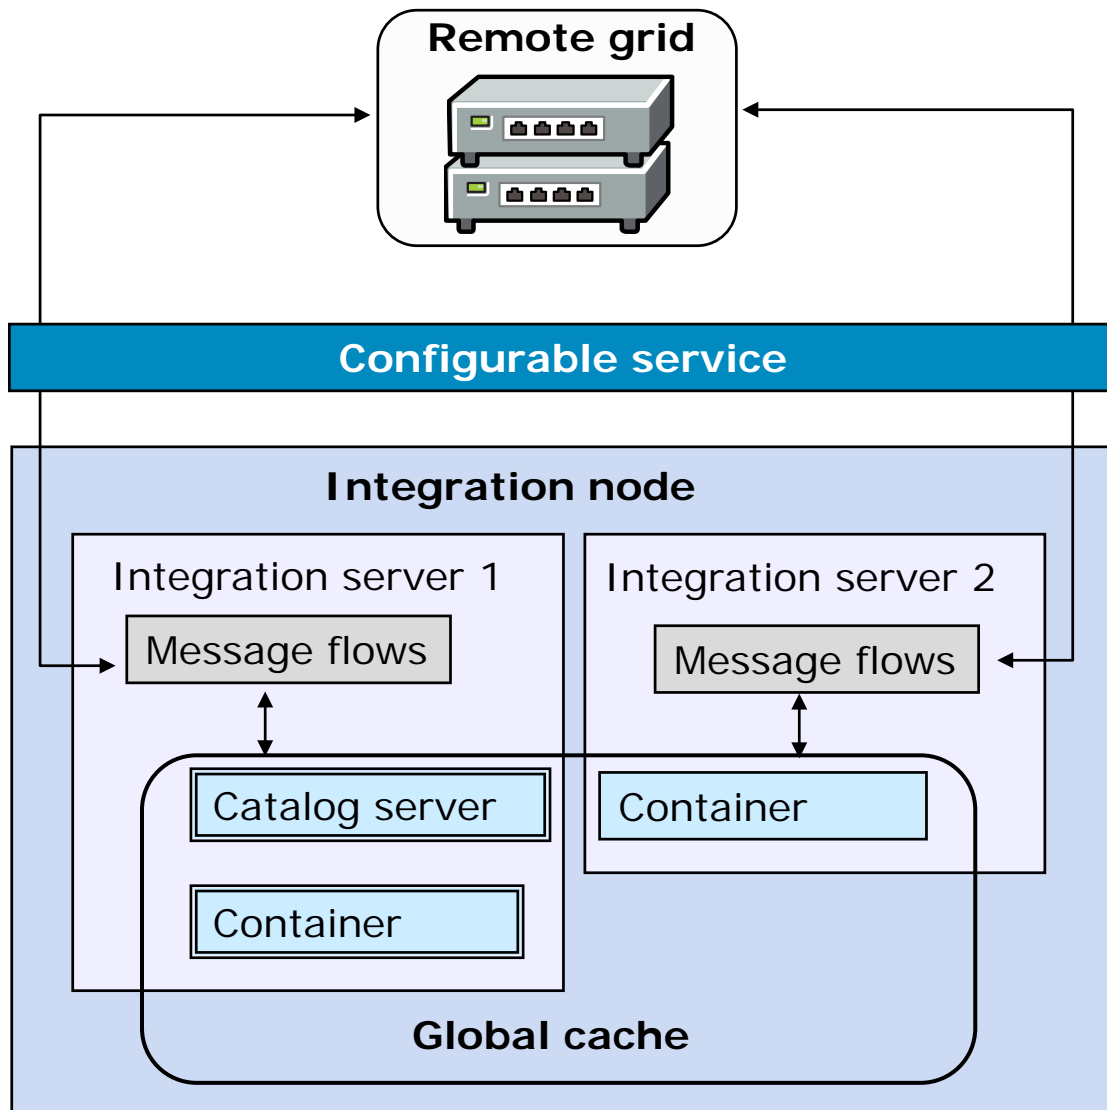 Remote grid
Configurable service
Integration node
Integration server 1
Integration server 2
Message flows
Message flows
Catalog server
Container
Container
Global cache